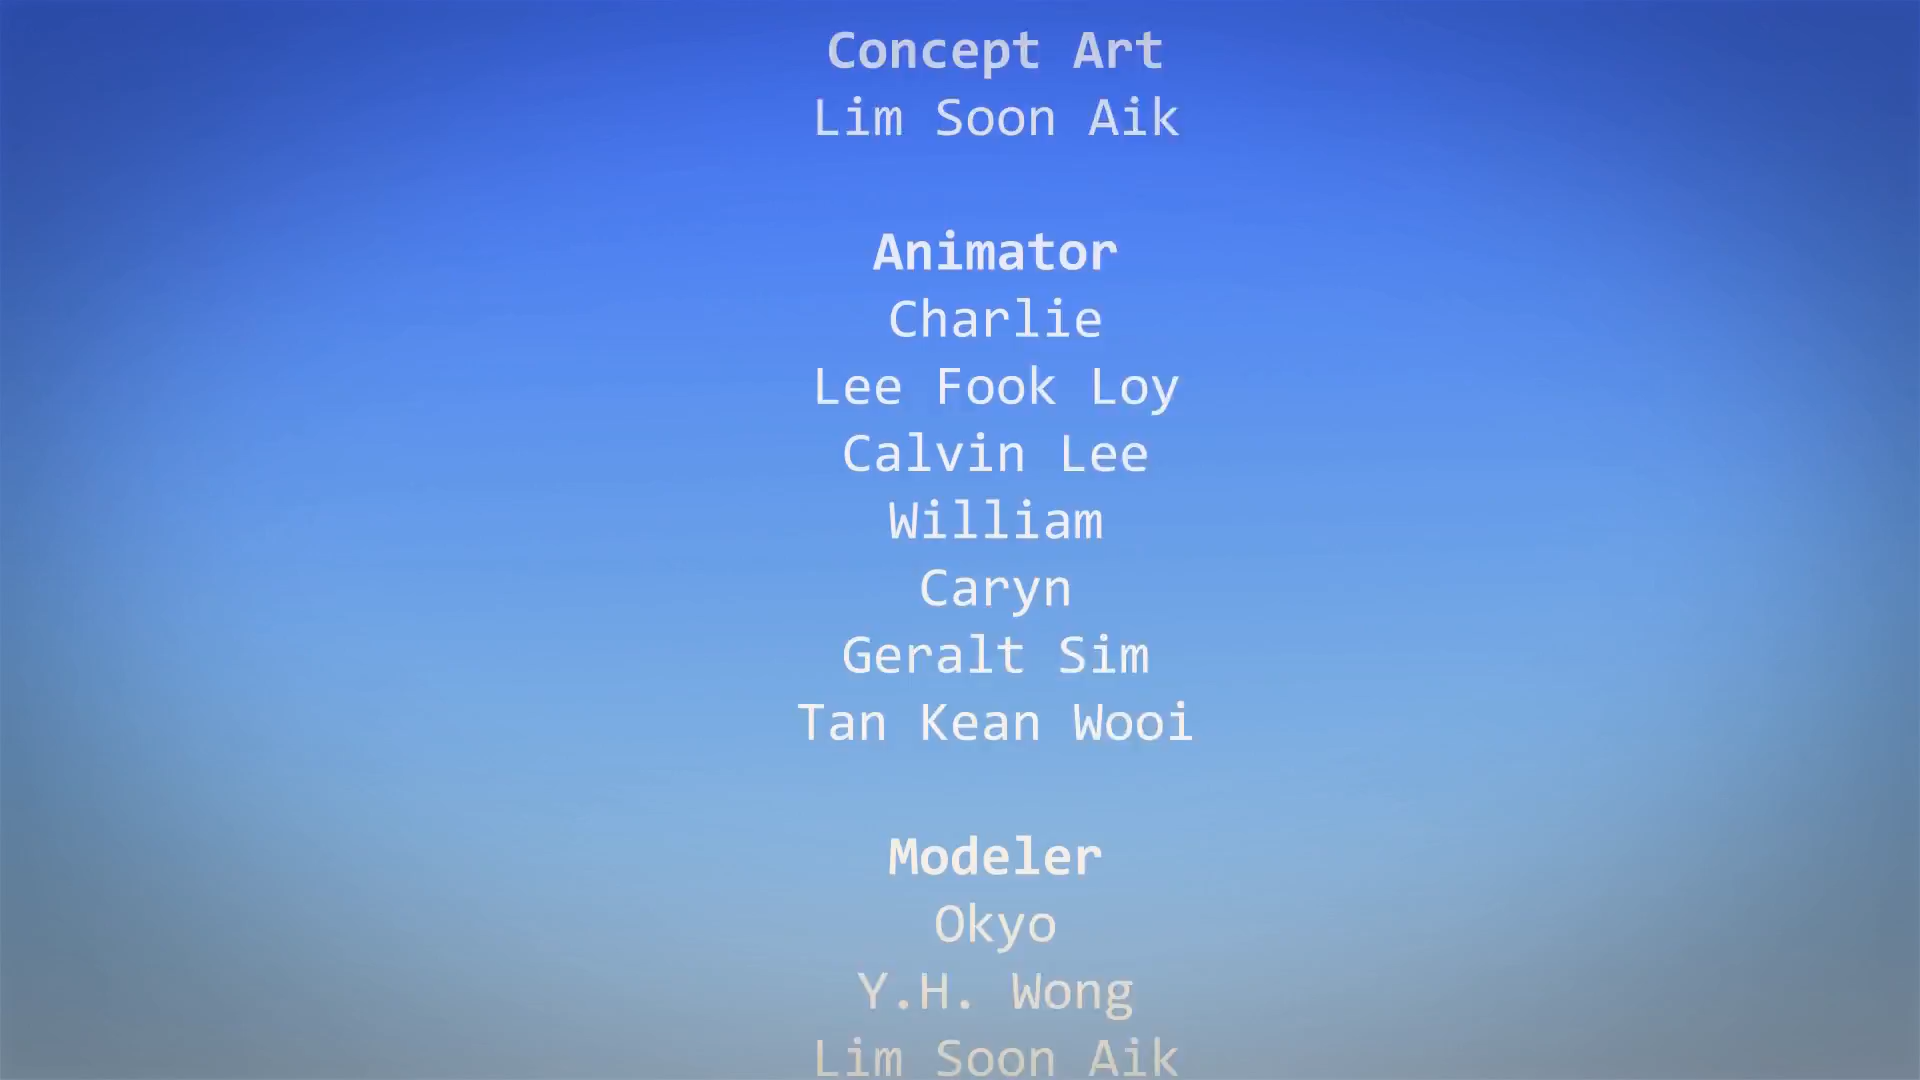 Concept Art
Lim Soon Aik
Animator
Charlie
Lee Fook Loy
Calvin Lee
William
Caryn
Geralt Sim
Tan Kean Wooi
Modeler
Okyo
Y.H. Wong
Lim Soon Aik